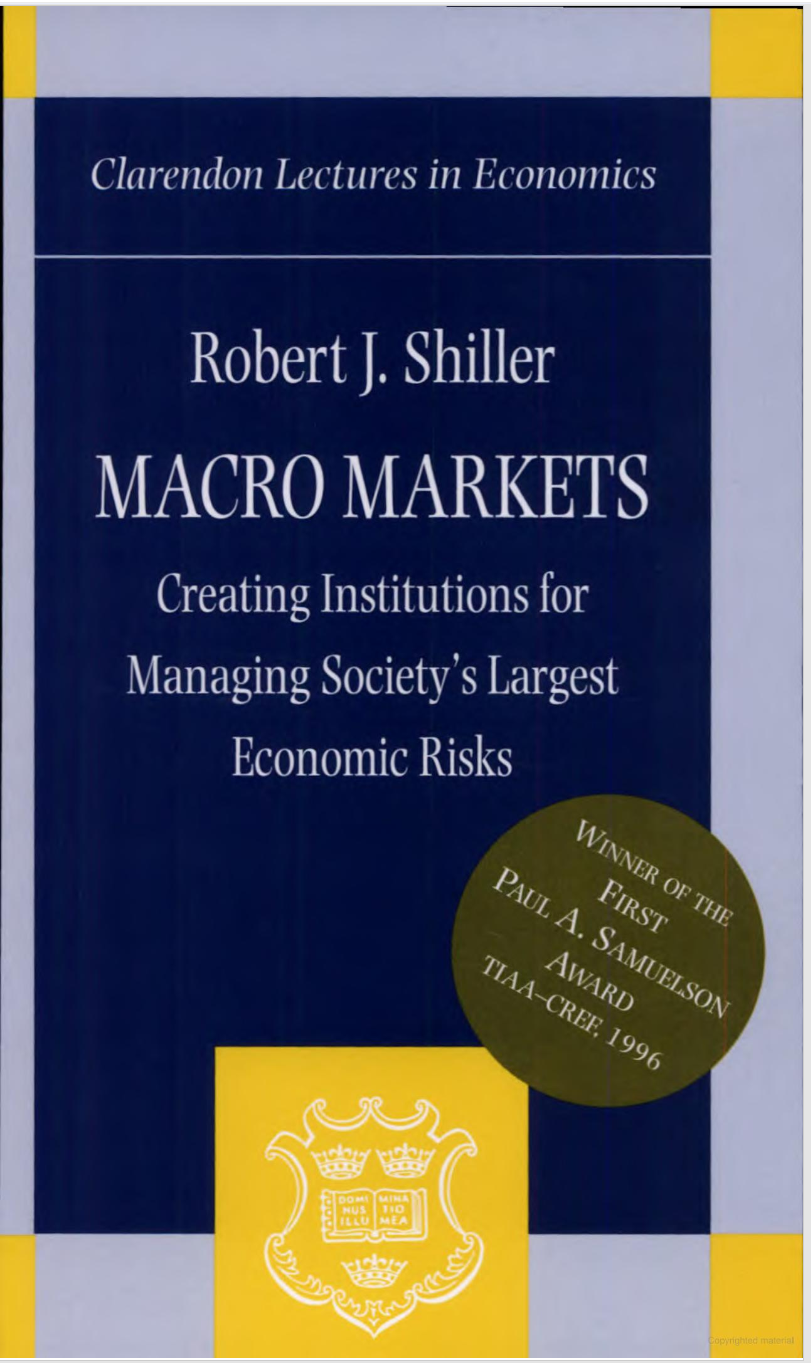 Clarendon Lectures in Economics
Robert J. Shiller
MACRO MARKETS
Creating Institutions for
Managing Society's Largest
Economic Risks
WINNER OF THE
FIRST
PAUL A. SAMUELSON
AWARD
TIAA–CREF, 1996
DOMI MINA
NUS TIO
ILLU MEA
Copyrighted material